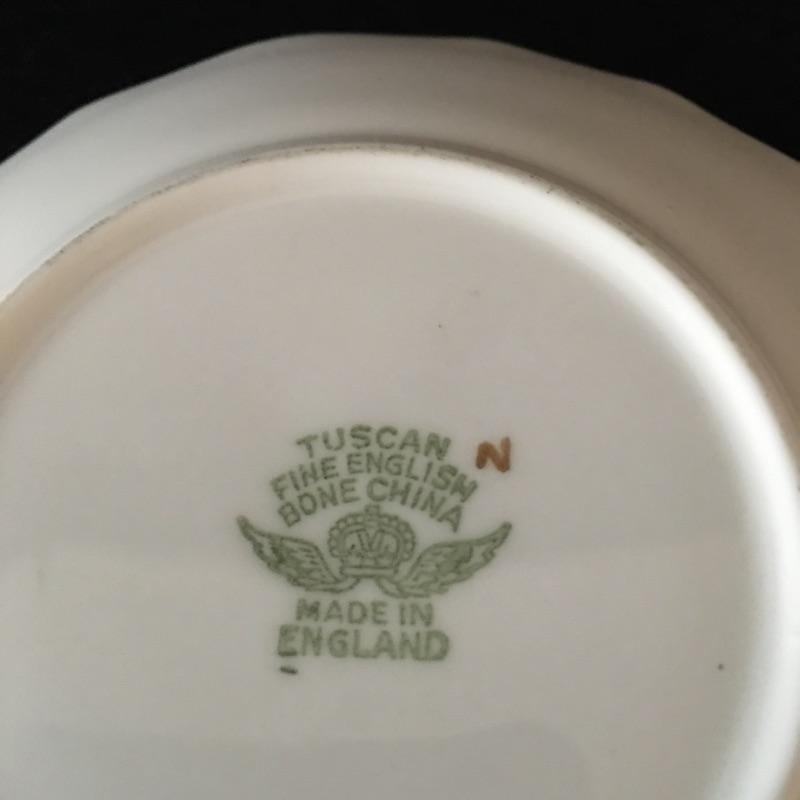 TUSCAN
FINE ENGLISH
BONE CHINA
MADE IN
ENGLAND
N